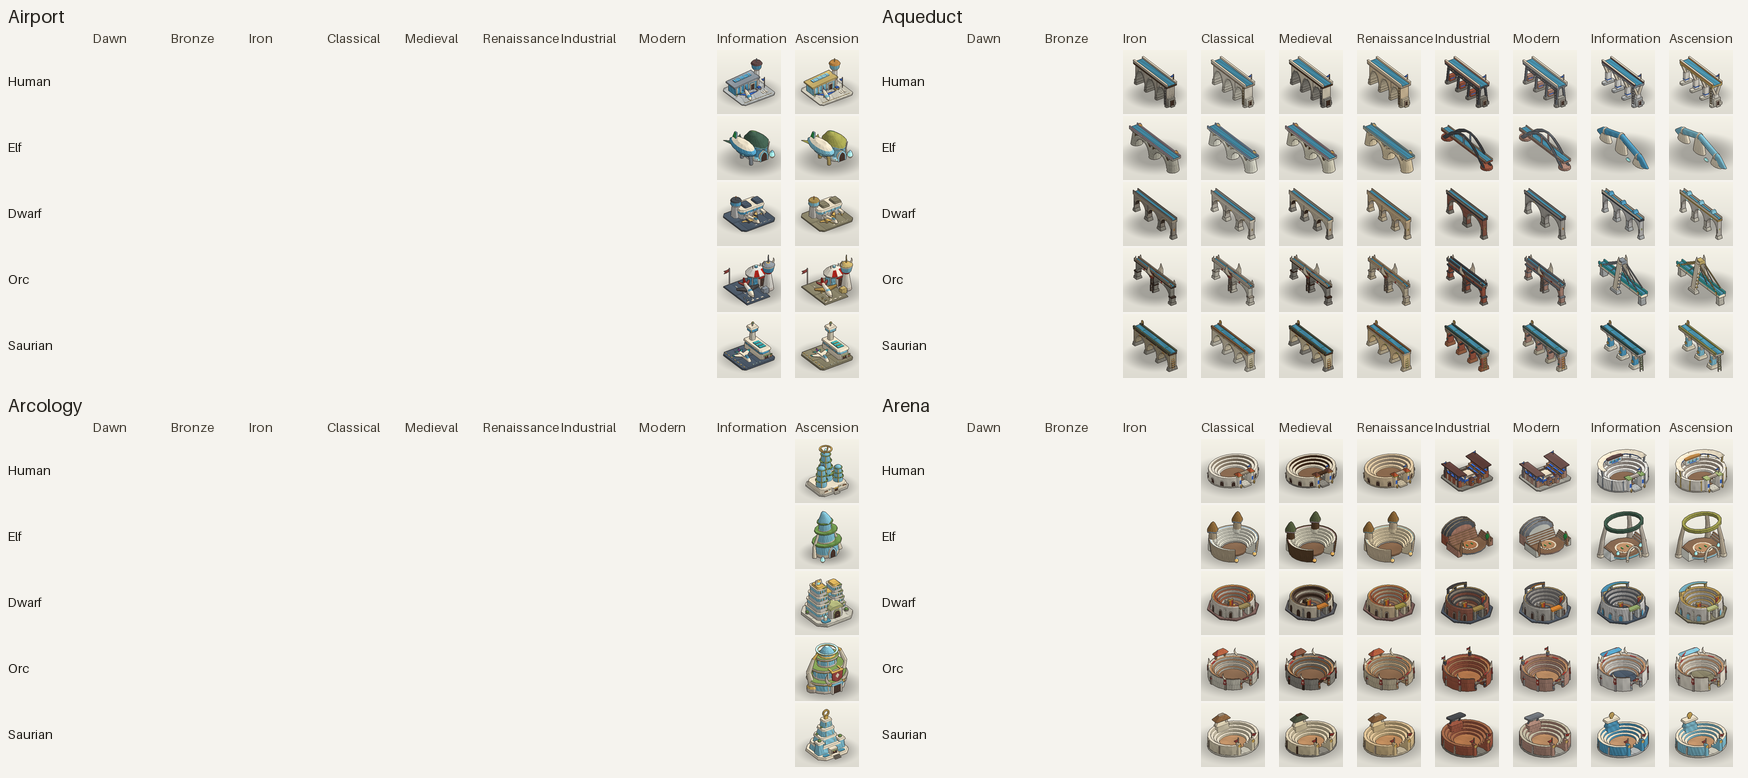 Airport
Dawn Bronze Iron Classical Medieval Renaissance Industrial Modern Information Ascension
Human
Elf
Dwarf
Orc
Saurian
Aqueduct
Dawn Bronze Iron Classical Medieval Renaissance Industrial Modern Information Ascension
Human
Elf
Dwarf
Orc
Saurian
Arcology
Dawn Bronze Iron Classical Medieval Renaissance Industrial Modern Information Ascension
Human
Elf
Dwarf
Orc
Saurian
Arena
Dawn Bronze Iron Classical Medieval Renaissance Industrial Modern Information Ascension
Human
Elf
Dwarf
Orc
Saurian